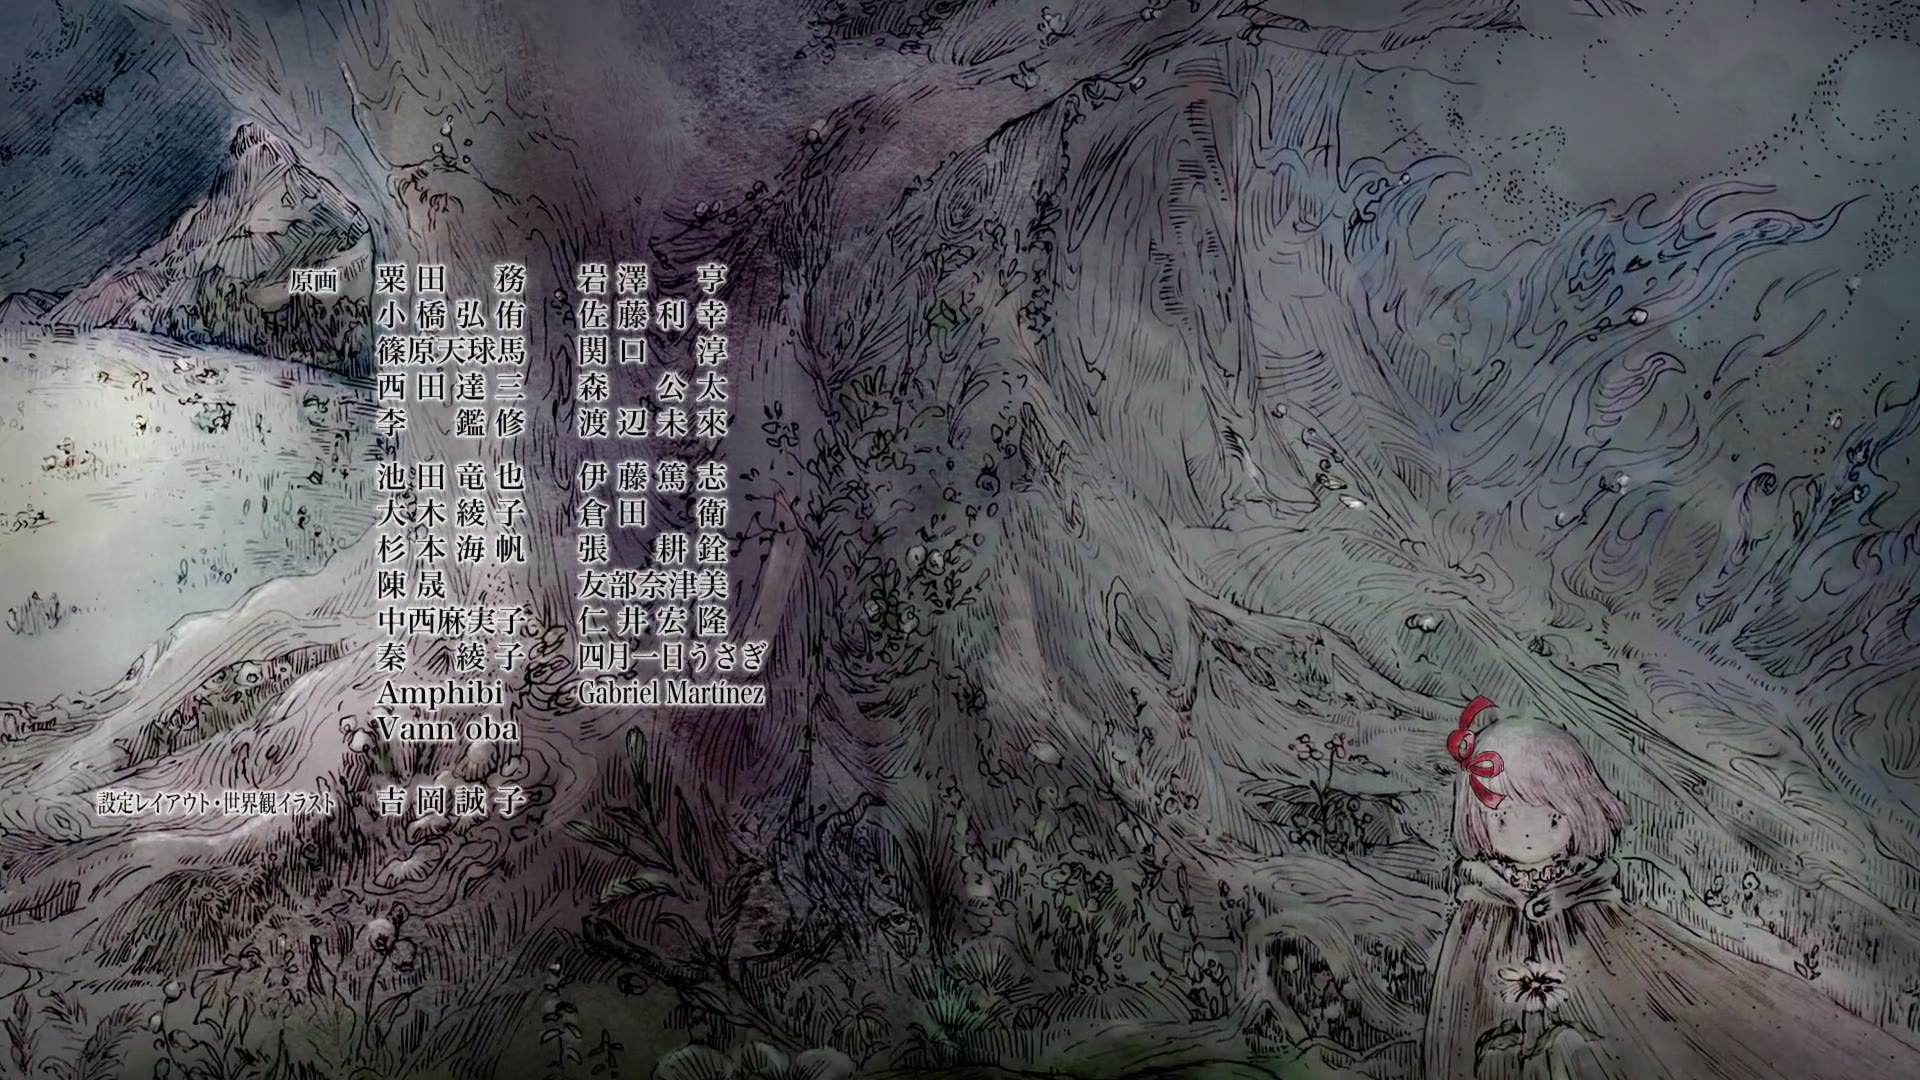 原画 粟田務 岩澤亨
小橋弘侑 佐藤利幸
篠原天球馬 関口淳
西田達三 森公太
李鑑修 渡辺未來
池田竜也 伊藤篤志
大木綾子 倉田衛
杉本海帆 張耕銓
陳晟 友部奈津美
中西麻実子 仁井宏隆
秦綾子 四月一日うさぎ
Amphibi Gabriel Martínez
Vann oba
設定レイアウト・世界観イラスト 吉岡誠子